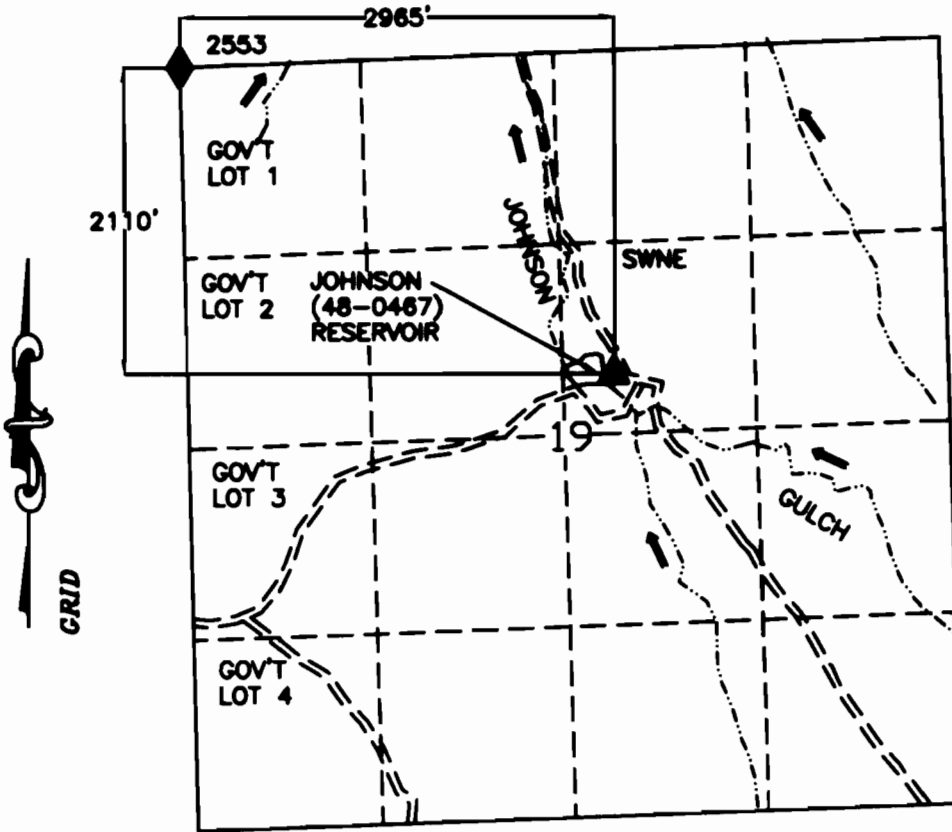 2965'
2553
GOV'T
LOT 1
2110'
JOHNSON
SWNE
GOV'T
LOT 2
JOHNSON
(48-0467)
RESERVOIR
19
GOV'T
LOT 3
GULCH
GRID
GOV'T
LOT 4